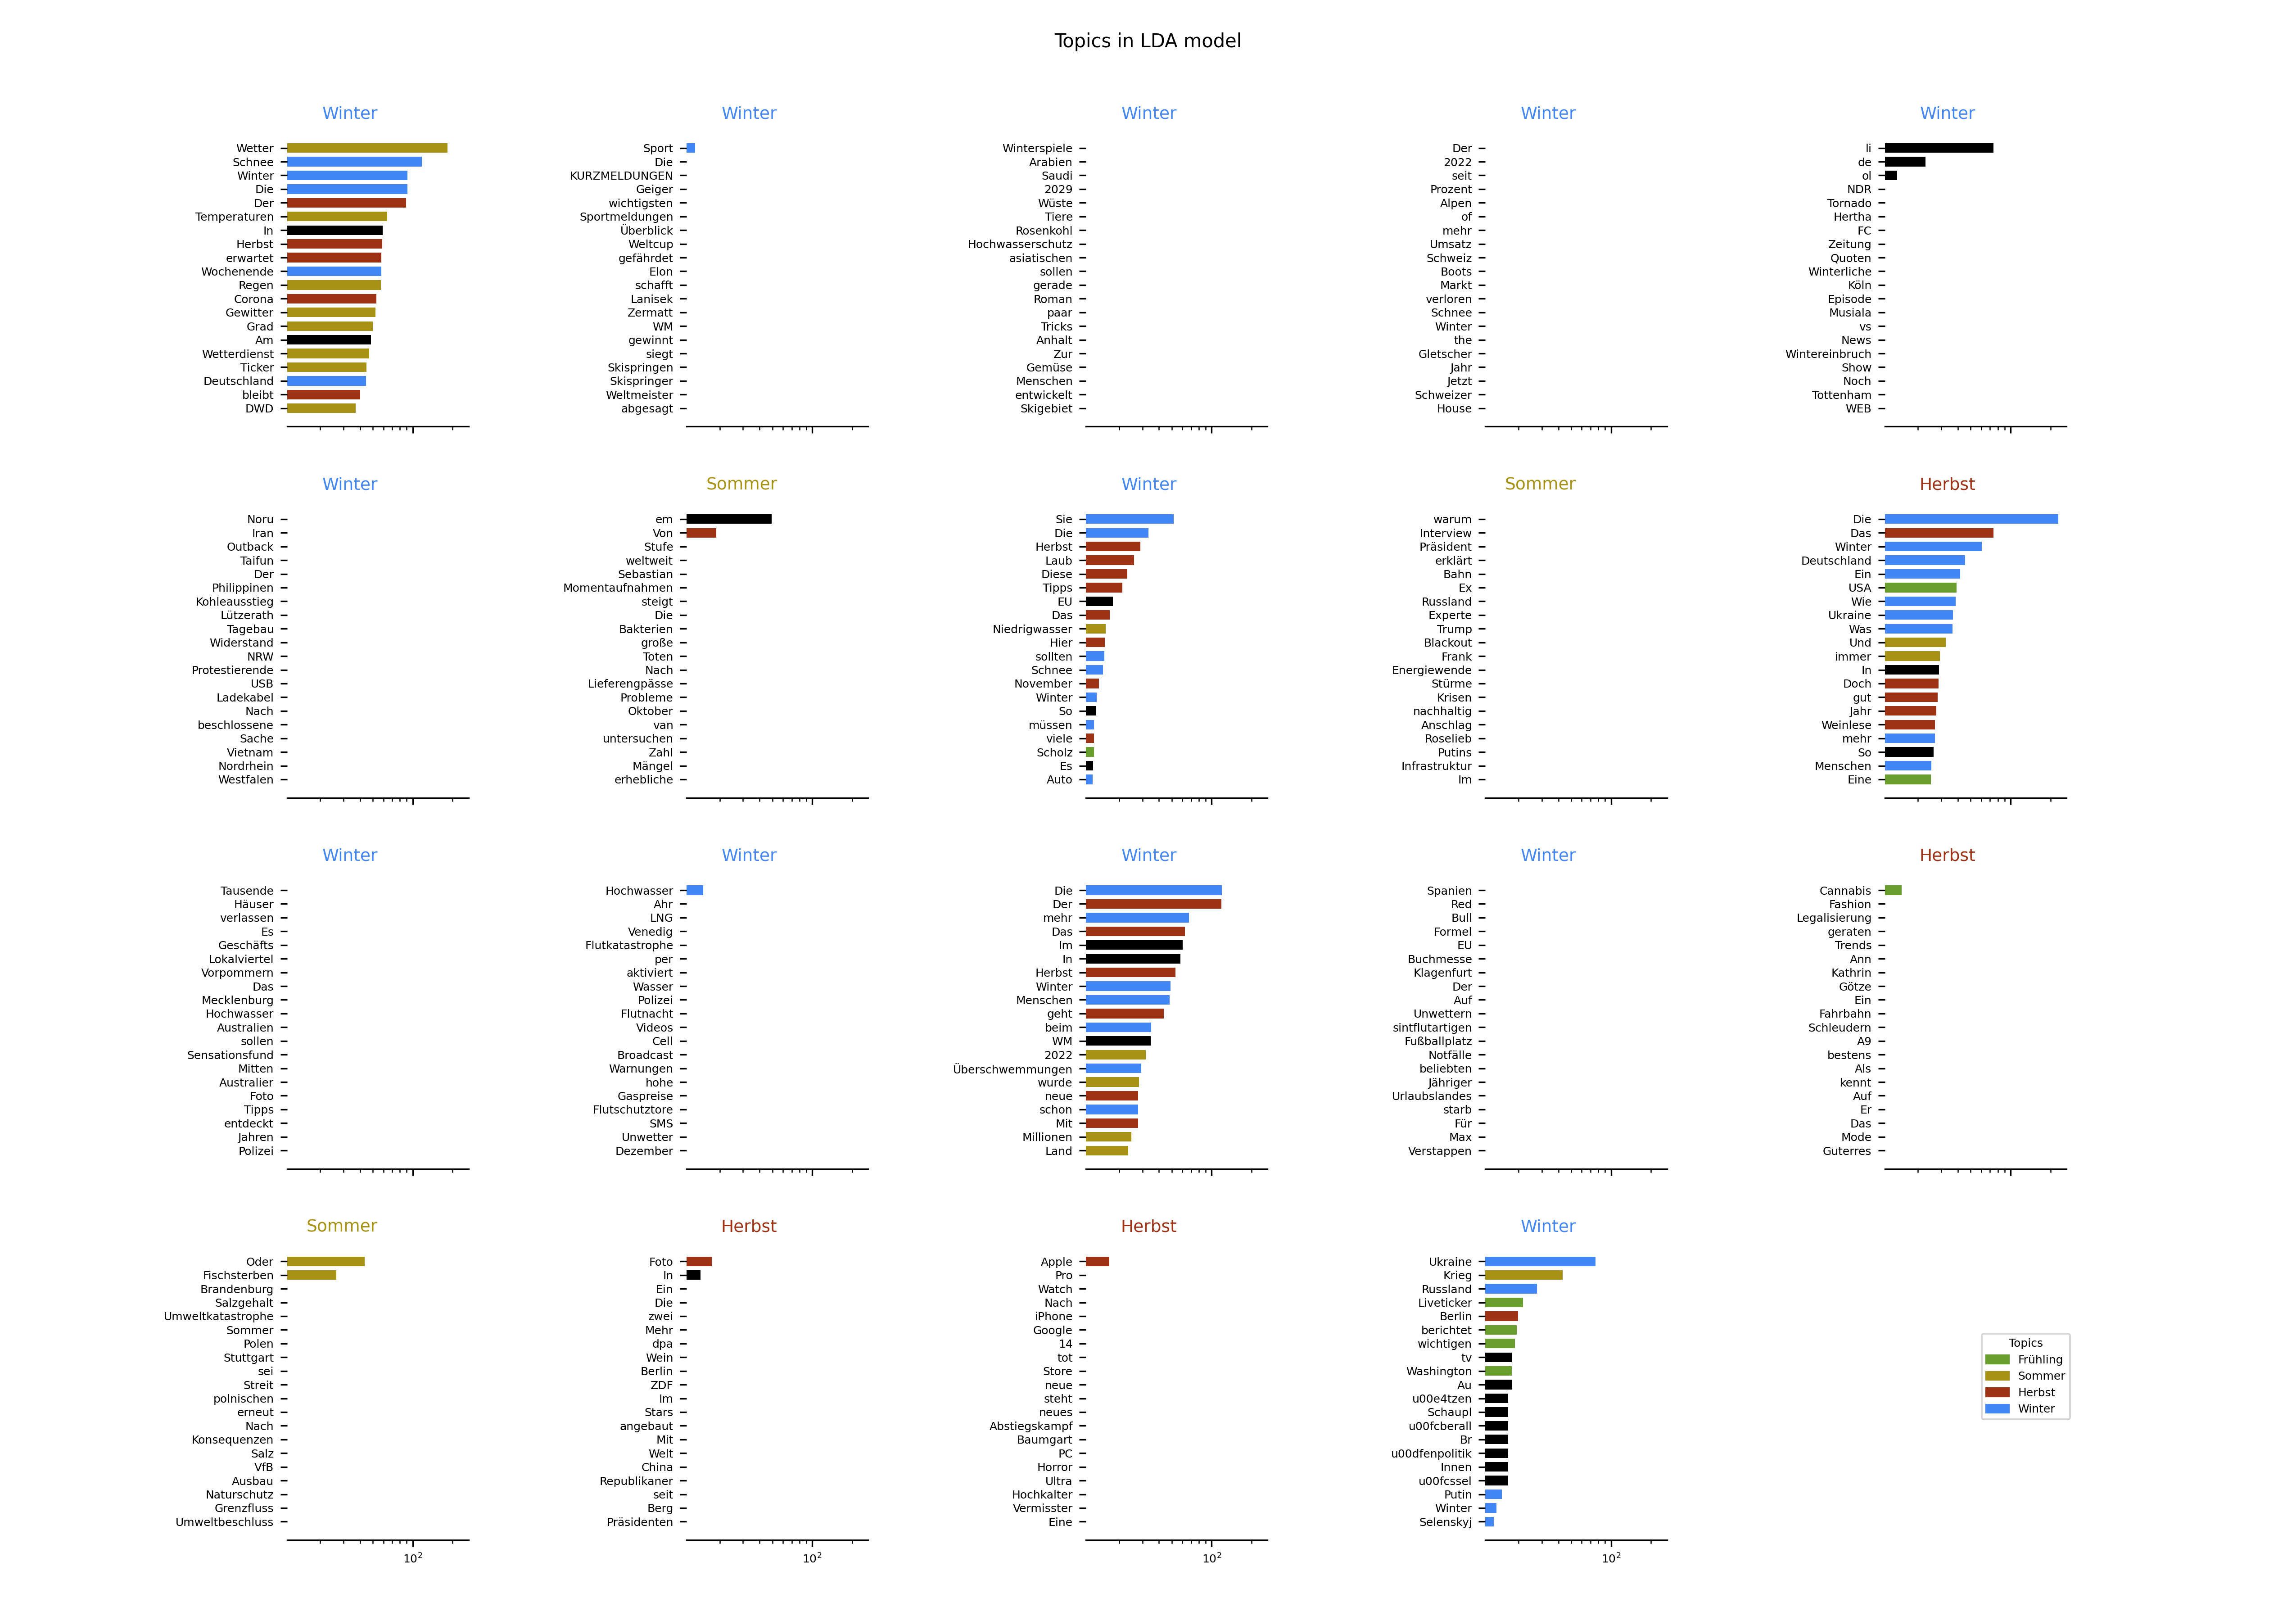 Topics in LDA model
Winter
Wetter
Schnee
Winter
Die
Der
Temperaturen
In
Herbst
erwartet
Wochenende
Regen
Corona
Gewitter
Grad
Am
Wetterdienst
Ticker
Deutschland
bleibt
DWD
Winter
Sport
Die
KURZMELDUNGEN
Geiger
wichtigsten
Sportmeldungen
Überblick
Weltcup
gefährdet
Elon
schafft
Lanisek
Zermatt
WM
gewinnt
siegt
Skispringen
Skispringer
Weltmeister
abgesagt
Winter
Winterspiele
Arabien
Saudi
2029
Wüste
Tiere
Rosenkohl
Hochwasserschutz
asiatischen
sollen
gerade
Roman
paar
Tricks
Anhalt
Zur
Gemüse
Menschen
entwickelt
Skigebiet
Winter
Der
2022
seit
Prozent
Alpen
of
mehr
Umsatz
Schweiz
Boots
Markt
verloren
Schnee
Winter
the
Gletscher
Jahr
Jetzt
Schweizer
House
Winter
li
de
ol
NDR
Tornado
Hertha
FC
Zeitung
Quoten
Winterliche
Köln
Episode
Musiala
vs
News
Wintereinbruch
Show
Noch
Tottenham
WEB
Winter
Noru
Iran
Outback
Taifun
Der
Philippinen
Kohleausstieg
Lützerath
Tagebau
Widerstand
NRW
Protestierende
USB
Ladekabel
Nach
beschlossene
Sache
Vietnam
Nordrhein
Westfalen
Sommer
em
Von
Stufe
weltweit
Sebastian
Momentaufnahmen
steigt
Die
Bakterien
große
Toten
Nach
Lieferengpässe
Probleme
Oktober
van
untersuchen
Zahl
Mängel
erhebliche
Winter
Sie
Die
Herbst
Laub
Diese
Tipps
EU
Das
Niedrigwasser
Hier
sollten
Schnee
November
Winter
So
müssen
viele
Scholz
Es
Auto
Sommer
warum
Interview
Präsident
erklärt
Bahn
Ex
Russland
Experte
Trump
Blackout
Frank
Energiewende
Stürme
Krisen
nachhaltig
Anschlag
Roselieb
Putins
Infrastruktur
Im
Herbst
Die
Das
Winter
Deutschland
Ein
USA
Wie
Ukraine
Was
Und
immer
In
Doch
gut
Jahr
Weinlese
mehr
So
Menschen
Eine
Winter
Tausende
Häuser
verlassen
Es
Geschäfts
Lokalviertel
Vorpommern
Das
Mecklenburg
Hochwasser
Australien
sollen
Sensationsfund
Mitten
Australier
Foto
Tipps
entdeckt
Jahren
Polizei
Winter
Hochwasser
Ahr
LNG
Venedig
Flutkatastrophe
per
aktiviert
Wasser
Polizei
Flutnacht
Videos
Cell
Broadcast
Warnungen
hohe
Gaspreise
Flutschutztore
SMS
Unwetter
Dezember
Winter
Die
Der
mehr
Das
Im
In
Herbst
Winter
Menschen
geht
beim
WM
2022
Überschwemmungen
wurde
neue
schon
Mit
Millionen
Land
Winter
Spanien
Red
Bull
Formel
EU
Buchmesse
Klagenfurt
Der
Auf
Unwettern
sintflutartigen
Fußballplatz
Notfälle
beliebten
Jähriger
Urlaubslandes
starb
Für
Max
Verstappen
Herbst
Cannabis
Fashion
Legalisierung
geraten
Trends
Ann
Kathrin
Götze
Ein
Fahrbahn
Schleudern
A9
bestens
Als
kennt
Auf
Er
Das
Mode
Guterres
Sommer
Oder
Fischsterben
Brandenburg
Salzgehalt
Umweltkatastrophe
Sommer
Polen
Stuttgart
sei
Streit
polnischen
erneut
Nach
Konsequenzen
Salz
VfB
Ausbau
Naturschutz
Grenzfluss
Umweltbeschluss
10²
Herbst
Foto
In
Ein
Die
zwei
Mehr
dpa
Wein
Berlin
ZDF
Im
Stars
angebaut
Mit
Welt
China
Republikaner
seit
Berg
Präsidenten
10²
Herbst
Apple
Pro
Watch
Nach
iPhone
Google
14
tot
Store
neue
steht
neues
Abstiegskampf
Baumgart
PC
Horror
Ultra
Hochkalter
Vermisster
Eine
10²
Winter
Ukraine
Krieg
Russland
Liveticker
Berlin
berichtet
wichtigen
tv
Washington
Au
u00e4tzen
Schaupl
u00fcberall
Br
u00dfenpolitik
Innen
u00fcssel
Putin
Winter
Selenskyj
10²
Topics
Frühling
Sommer
Herbst
Winter